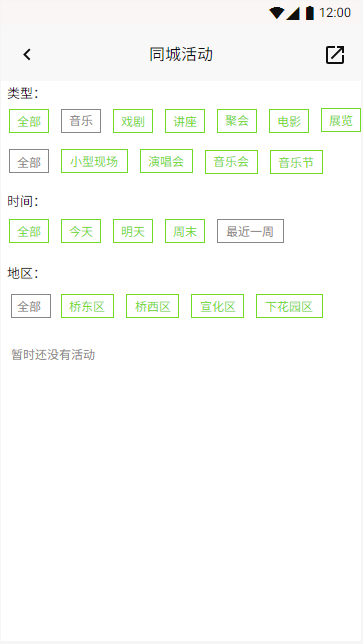 12:00
同城活动
类型：
全部 音乐 戏剧 讲座 聚会 电影 展览
全部 小型现场 演唱会 音乐会 音乐节
时间：
全部 今天 明天 周末 最近一周
地区：
全部 桥东区 桥西区 宣化区 下花园区
暂时还没有活动